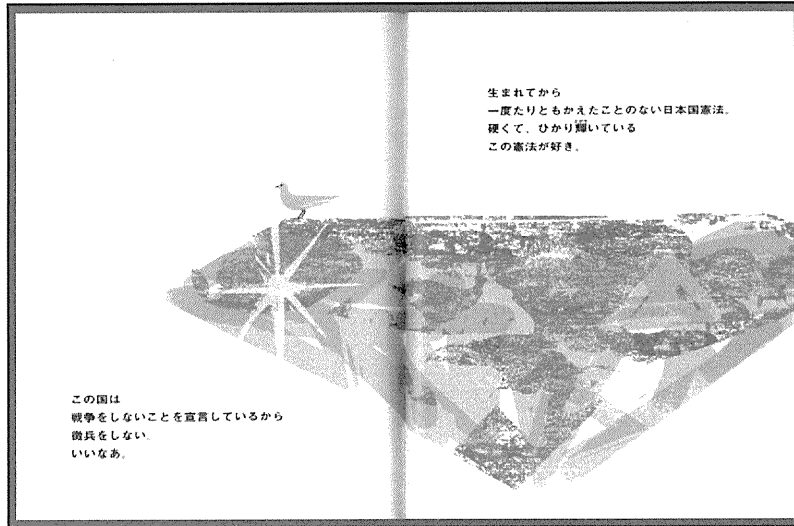 この国は
戦争をしないことを宣言しているから
徴兵をしない。
いいなあ。
生まれてから
一度たりともかえたことのない日本国憲法。
硬くて、ひかり輝いている
この憲法が好き。